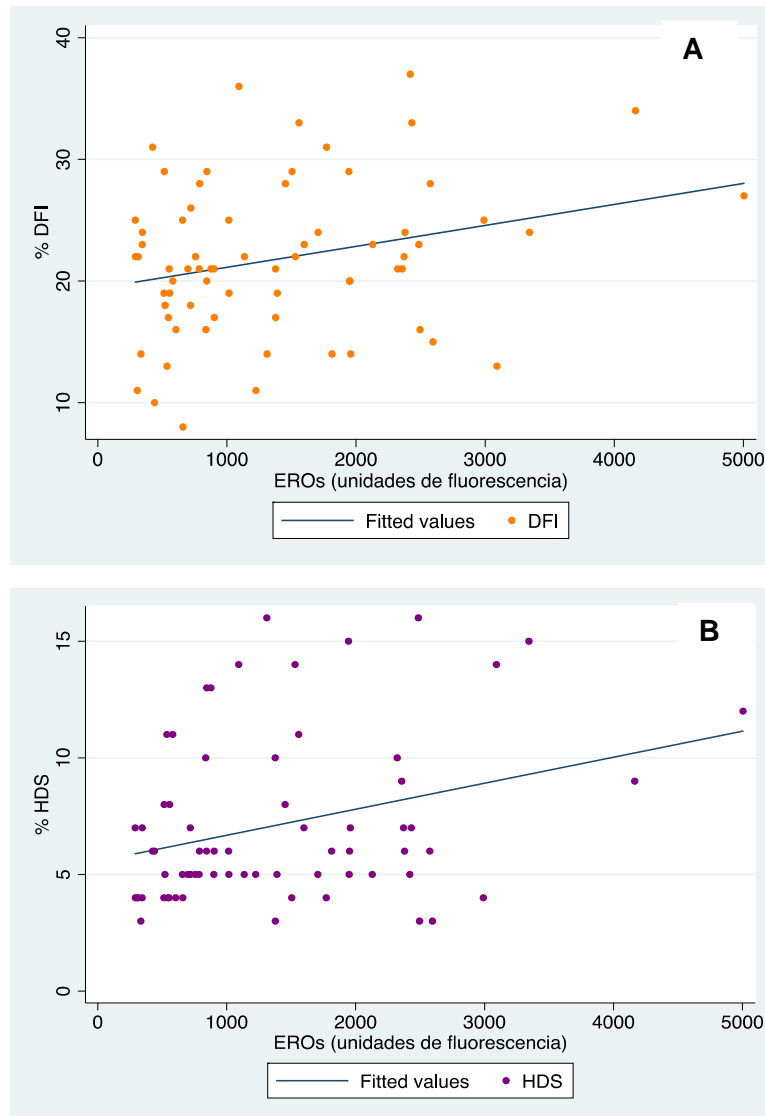 A
40
30
20
10
% DFI
0 1000 2000 3000 4000 5000
EROs (unidades de fluorescencia)
Fitted values DFI
B
15
10
5
0
% HDS
0 1000 2000 3000 4000 5000
EROs (unidades de fluorescencia)
Fitted values HDS